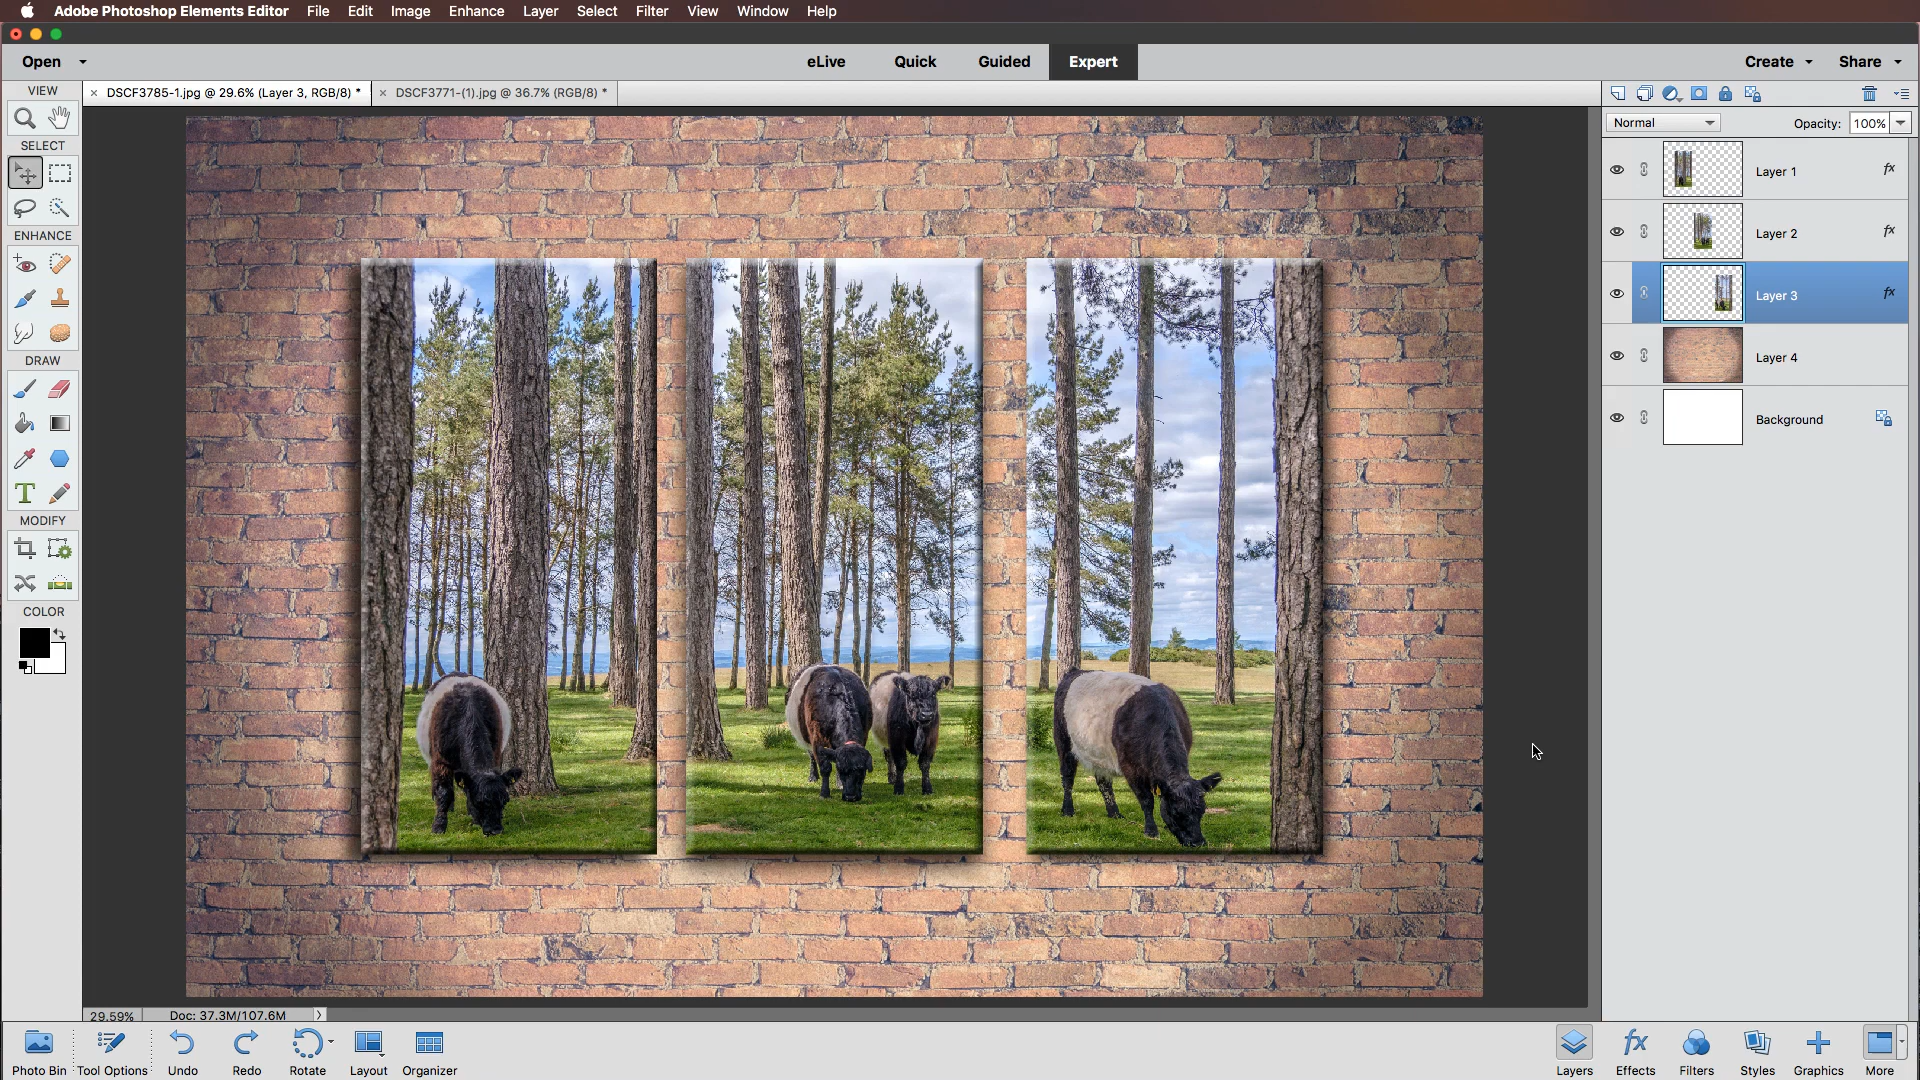 Adobe Photoshop Elements Editor File Edit Image Enhance Layer Select Filter View Window Help
Open eLive Quick Guided Expert Create Share
× DSCF3785-1.jpg @ 29.6% (Layer 3, RGB/8) * × DSCF3771-(1).jpg @ 36.7% (RGB/8) *
VIEW
SELECT
ENHANCE
DRAW
T
MODIFY
COLOR
Normal Opacity: 100%
Layer 1 fx
Layer 2 fx
Layer 3 fx
Layer 4
Background
29.59% Doc: 37.3M/107.6M
Photo Bin Tool Options Undo Redo Rotate Layout Organizer
fx
Layers Effects Filters Styles Graphics More